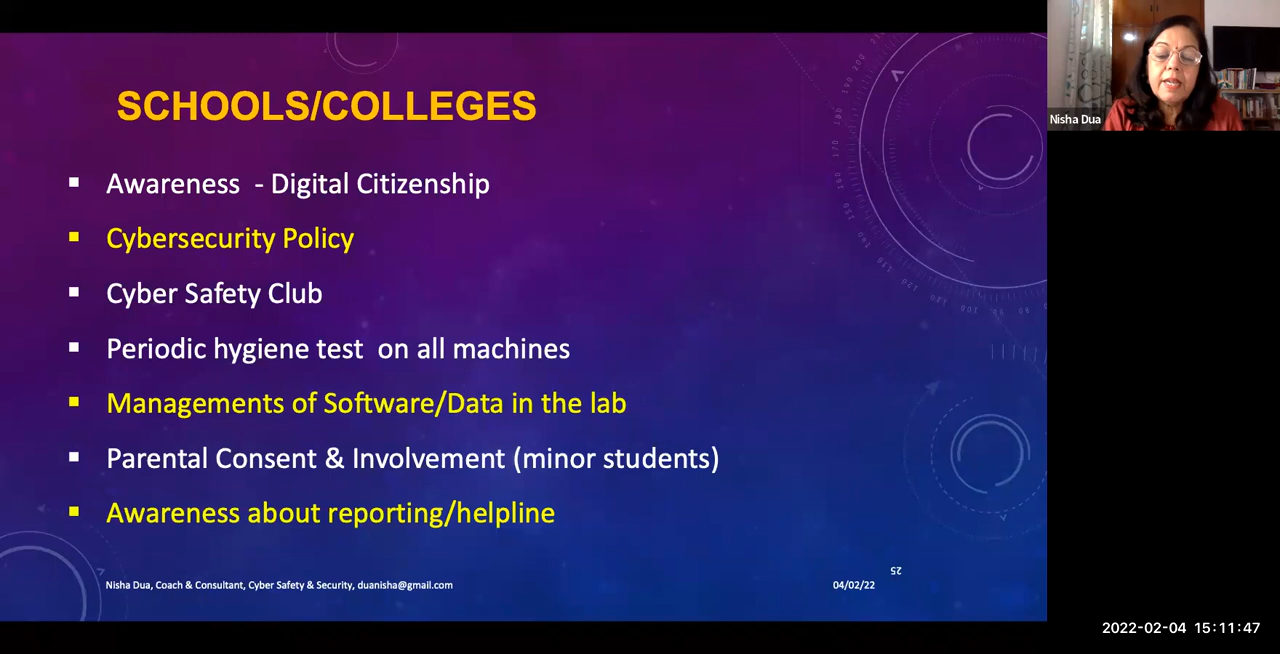 SCHOOLS/COLLEGES
Awareness - Digital Citizenship
Cybersecurity Policy
Cyber Safety Club
Periodic hygiene test on all machines
Managements of Software/Data in the lab
Parental Consent & Involvement (minor students)
Awareness about reporting/helpline
Nisha Dua, Coach & Consultant, Cyber Safety & Security, duanisha@gmail.com
04/02/22
25
Nisha Dua
2022-02-04 15:11:47